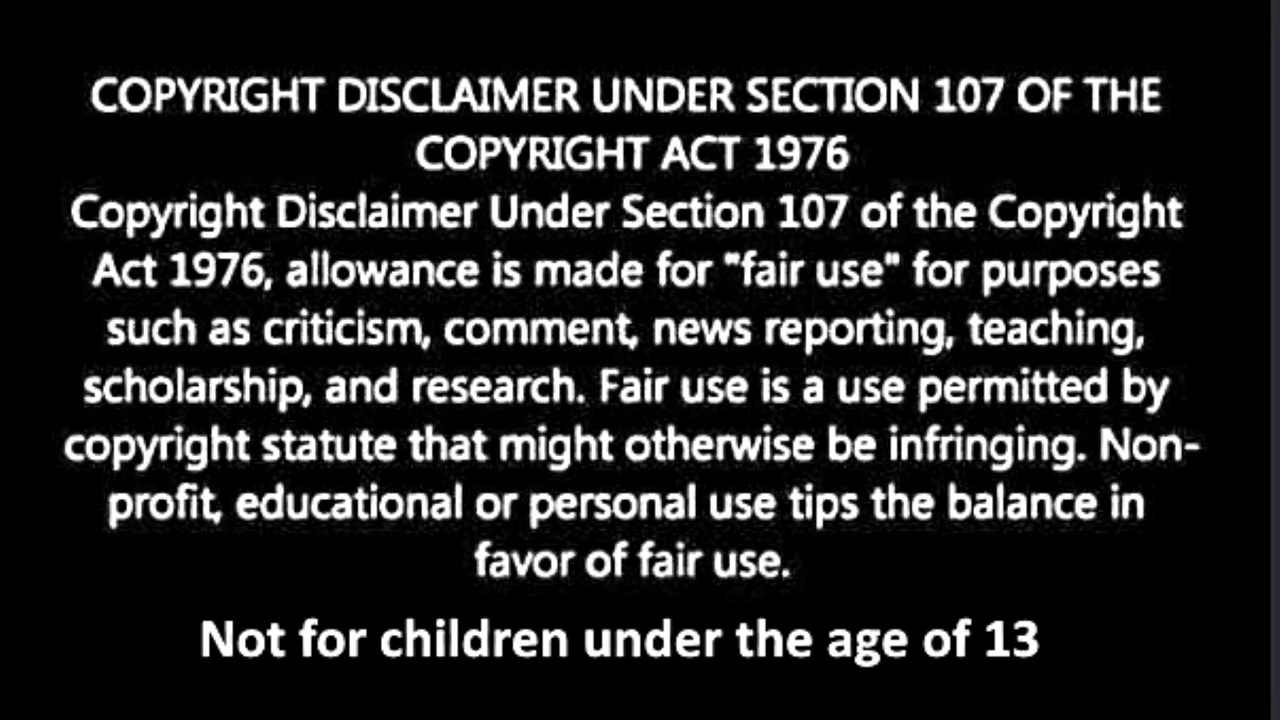 COPYRIGHT DISCLAIMER UNDER SECTION 107 OF THE
COPYRIGHT ACT 1976
Copyright Disclaimer Under Section 107 of the Copyright
Act 1976, allowance is made for "fair use" for purposes
such as criticism, comment, news reporting, teaching,
scholarship, and research. Fair use is a use permitted by
copyright statute that might otherwise be infringing. Non-
profit, educational or personal use tips the balance in
favor of fair use.
Not for children under the age of 13